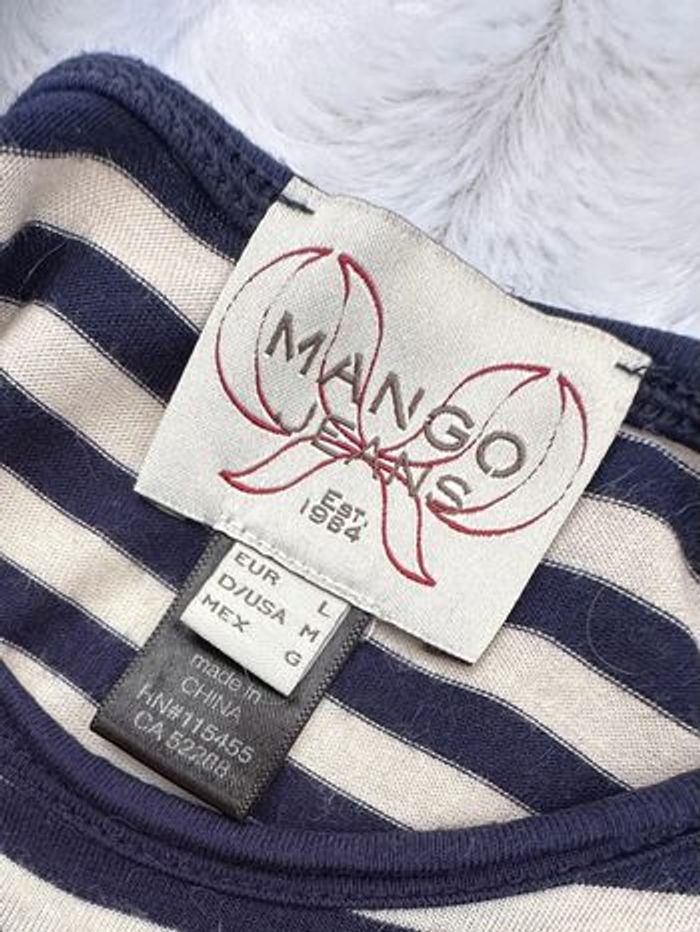 MANGO
JEANS
EST.
1984
EUR L
D/USA M
MEX G
made in
CHINA
RN#115455
CA 52288